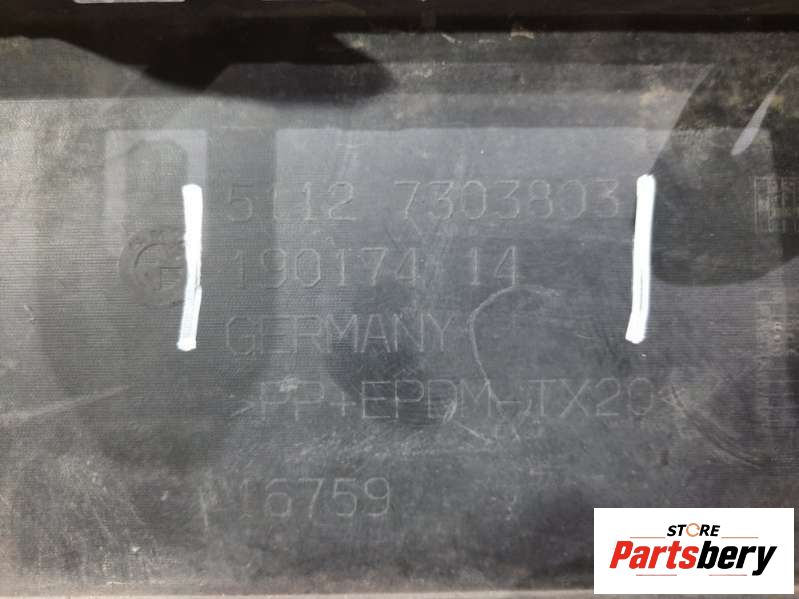 5112 7303803
190174 14
GERMANY
>PP+EPDM-TX20<
16759
STORE
Partsbery